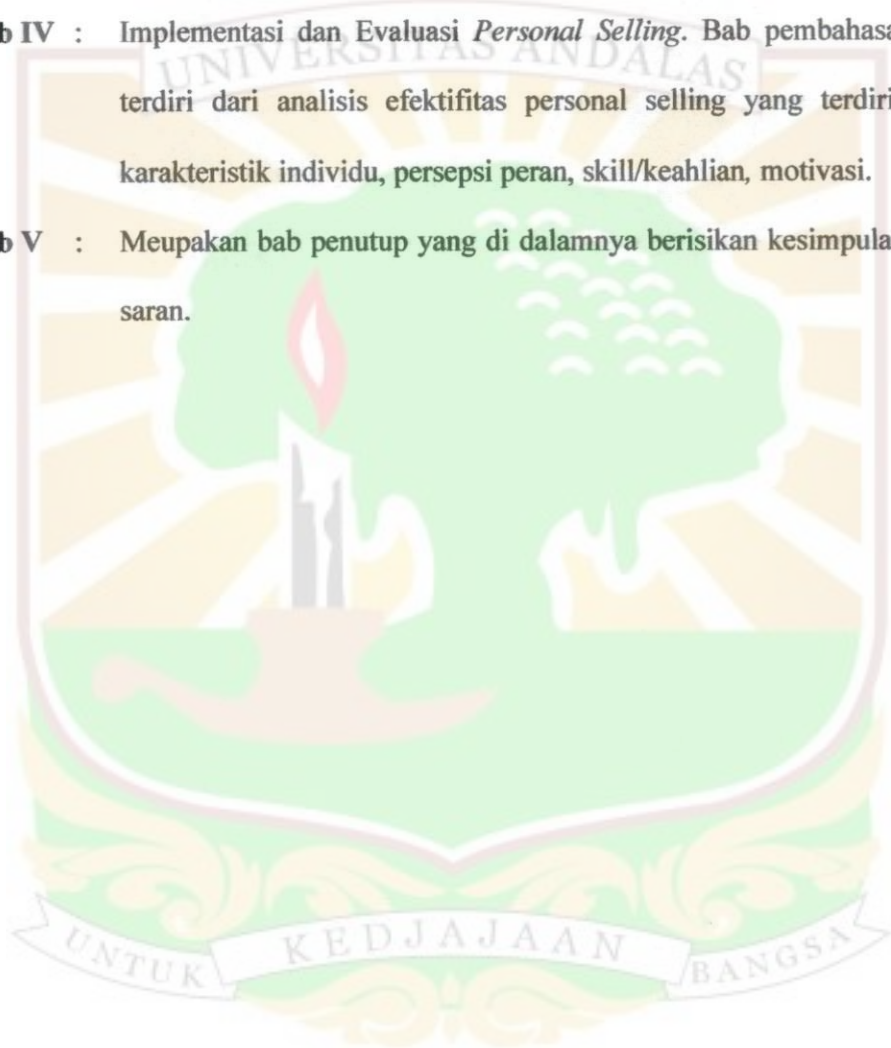 b IV : Implementasi dan Evaluasi Personal Selling. Bab pembahasa
UNIVERSITAS ANDALAS
terdiri dari analisis efektifitas personal selling yang terdiri
karakteristik individu, persepsi peran, skill/keahlian, motivasi.
b V : Meupakan bab penutup yang di dalamnya berisikan kesimpula
saran.
UNTUK KEDJAJAAN BANGSA